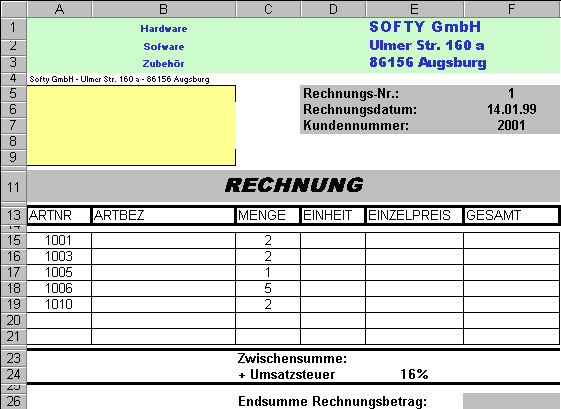 A B C D E F
1 Hardware SOFTY GmbH
2 Sofware Ulmer Str. 160 a
3 Zubehör 86156 Augsburg
4 Softy GmbH - Ulmer Str. 160 a - 86156 Augsburg
5 Rechnungs-Nr.: 1
6 Rechnungsdatum: 14.01.99
7 Kundennummer: 2001
8
9
11 RECHNUNG
13 ARTNR ARTBEZ MENGE EINHEIT EINZELPREIS GESAMT
14
15 1001 2
16 1003 2
17 1005 1
18 1006 5
19 1010 2
20
21
23 Zwischensumme:
24 + Umsatzsteuer 16%
25
26 Endsumme Rechnungsbetrag: